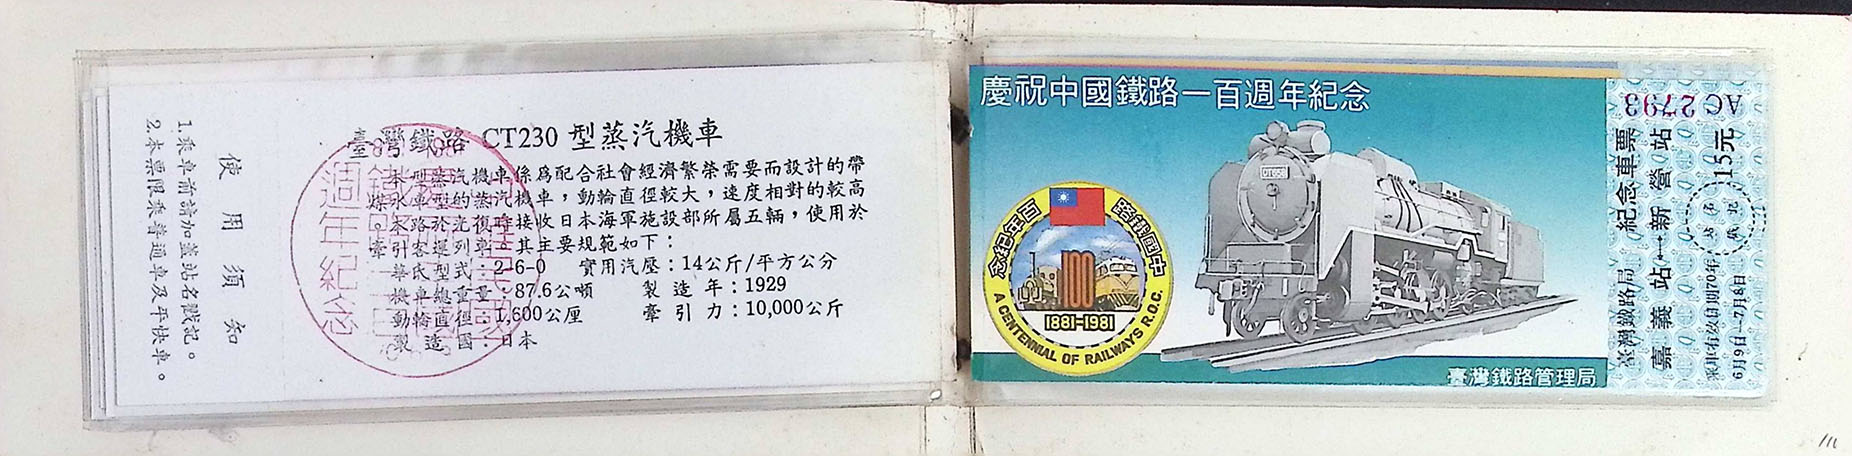 使用須知
1.乘車前請加蓋站名戳記。
2.本票限乘普通車及平快車。
臺灣鐵路 CT230 型蒸汽機車
本型蒸汽機車係爲配合社會經濟繁榮需要而設計的帶
煤水車型的蒸汽機車，動輪直徑較大，速度相對的較高
。本路於光復時接收日本海軍施設部所屬五輛，使用於
牽引客運列車。其主要規範如下：
華氏型式：2-6-0　實用汽壓：14公斤/平方公分
機車總重量：87.6公噸　製造年：1929
動輪直徑：1,600公厘　牽引力：10,000公斤
製造國：日本
慶祝中國鐵路一百週年紀念
中國鐵路
百年紀念
100
1881-1981
A CENTENNIAL OF RAILWAYS R.O.C.
臺灣鐵路管理局
AC 2793
臺灣鐵路局 紀念車票
嘉義站↔新營站
15元
6月9日—7月8日